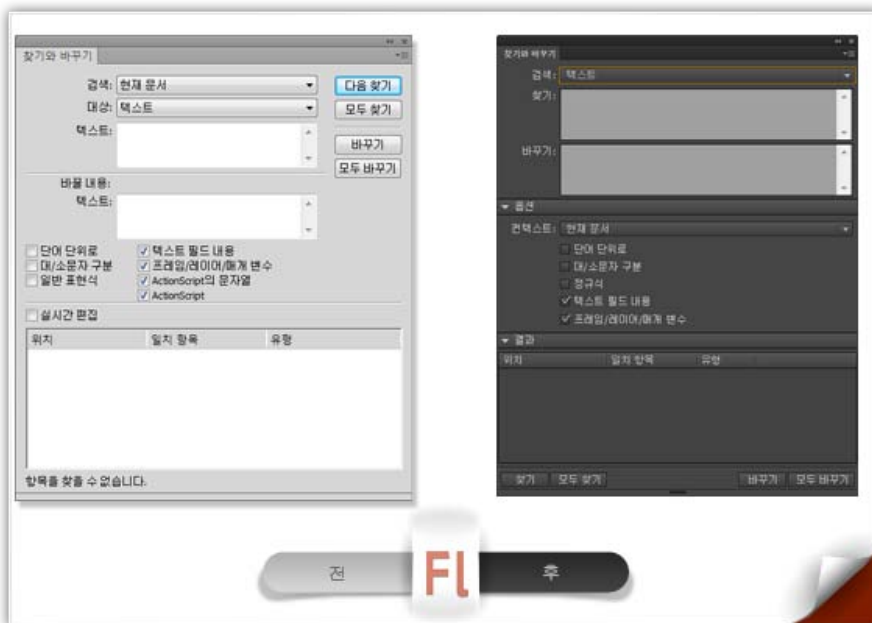 찾기와 바꾸기
검색: 현재 문서
다음 찾기
대상: 텍스트
모두 찾기
텍스트:
바꾸기
모두 바꾸기
바꿀 내용:
텍스트:
단어 단위로
텍스트 필드 내용
대/소문자 구분
프레임/레이어/매개 변수
일반 표현식
ActionScript의 문자열
ActionScript
실시간 편집
위치 일치 항목 유형
항목을 찾을 수 없습니다.
찾기와 바꾸기
검색: 텍스트
찾기:
바꾸기:
옵션
컨텍스트: 현재 문서
단어 단위로
대/소문자 구분
정규식
텍스트 필드 내용
프레임/레이어/매개 변수
결과
위치 일치 항목 유형
찾기 모두 찾기 바꾸기 모두 바꾸기
전 Fl 후